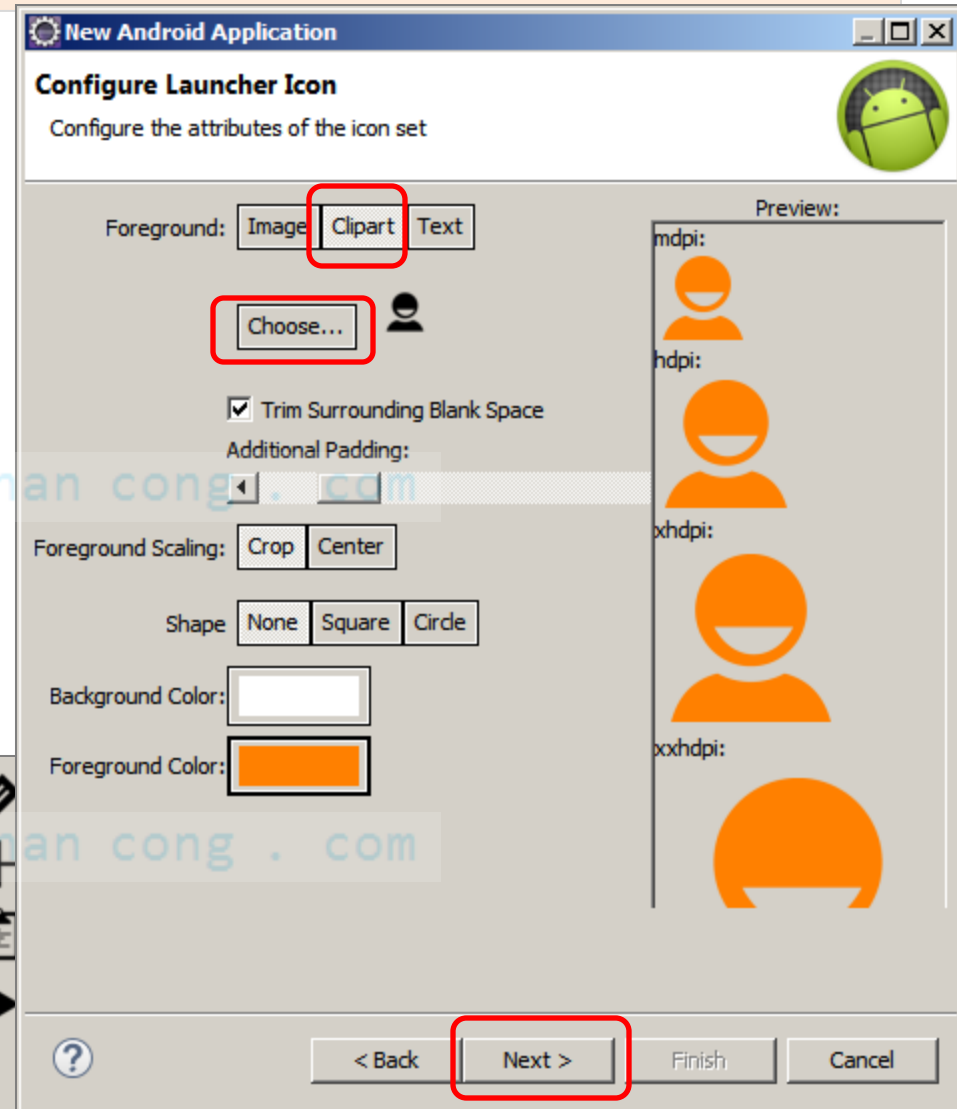 New Android Application
Configure Launcher Icon
Configure the attributes of the icon set
Preview:
Foreground: Image Clipart Text
mdpi:
Choose...
hdpi:
Trim Surrounding Blank Space
Additional Padding:
an cong . com
xhdpi:
Foreground Scaling: Crop Center
Shape None Square Circle
Background Color:
xxhdpi:
Foreground Color:
an cong . com
? < Back Next > Finish Cancel